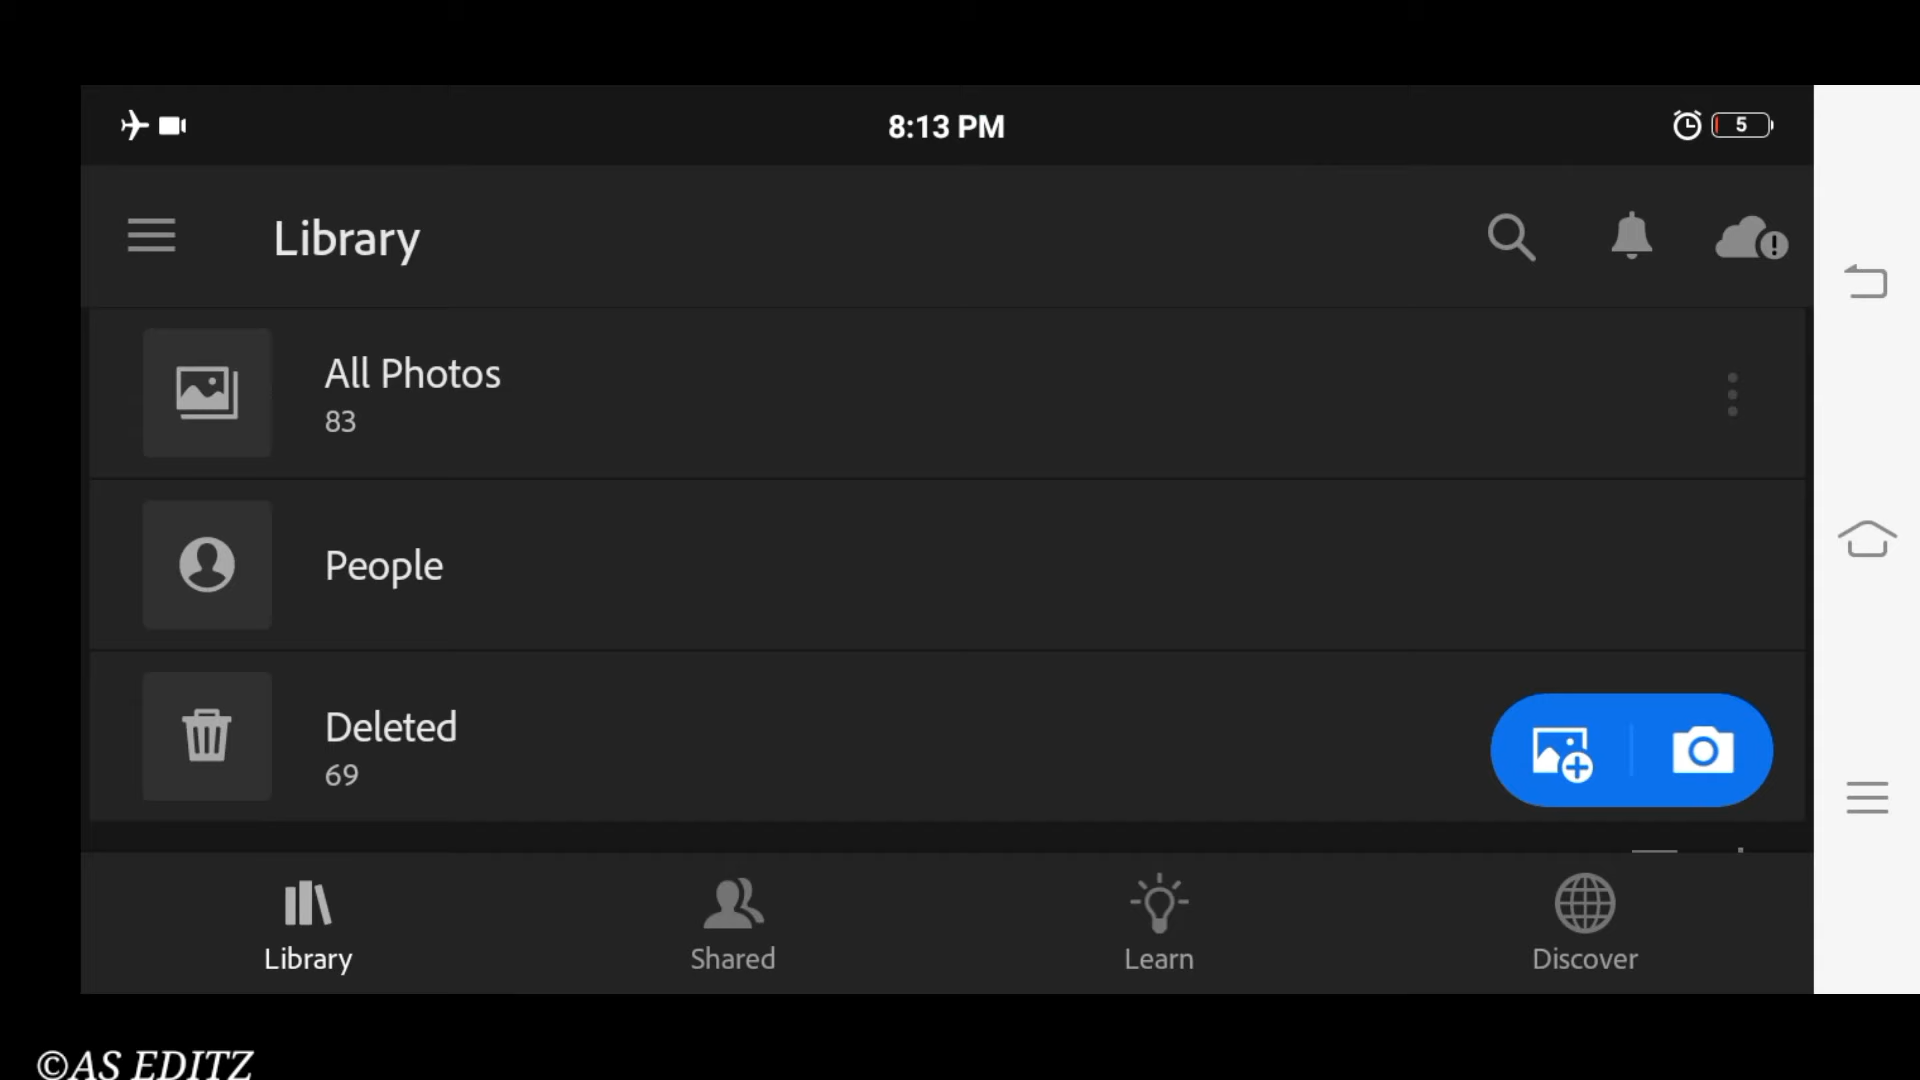 8:13 PM
5
Library
All Photos
83
People
Deleted
69
Library
Shared
Learn
Discover
©AS EDITZ